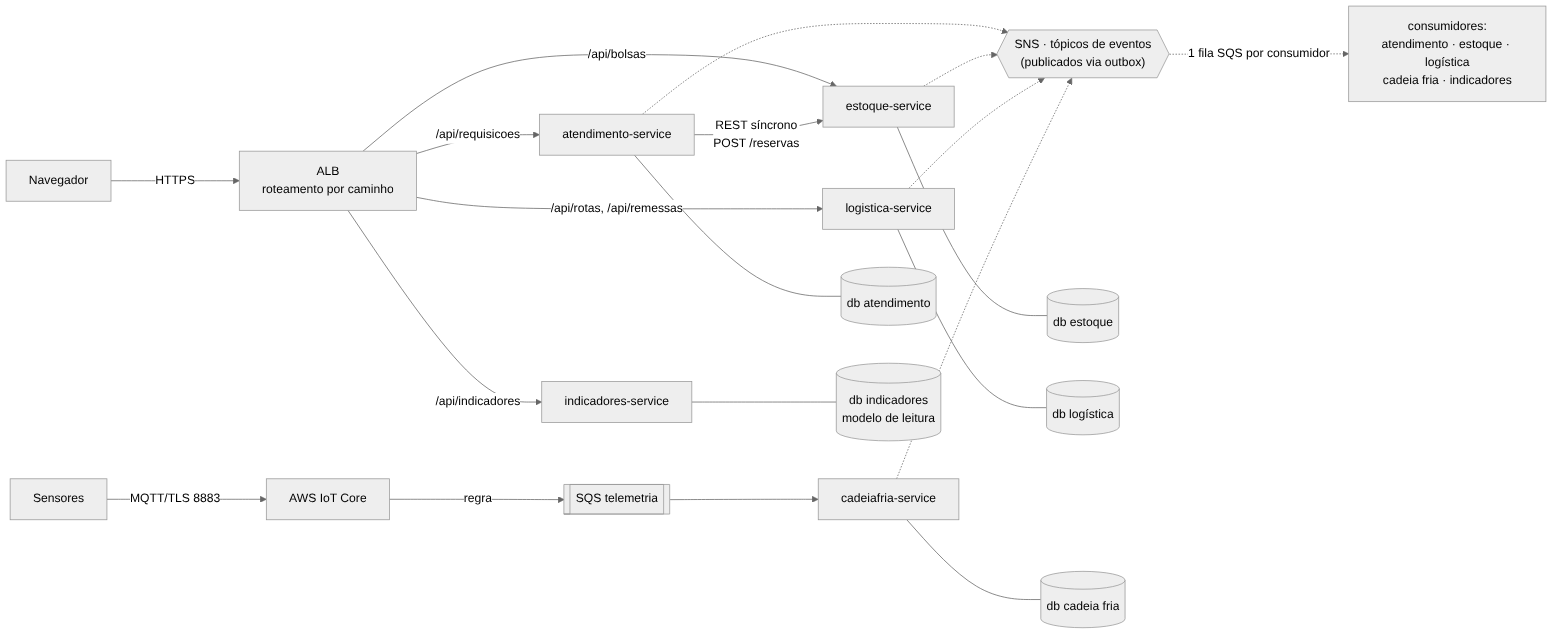 Navegador
HTTPS
ALB
roteamento por caminho
/api/bolsas
/api/requisicoes
/api/rotas, /api/remessas
/api/indicadores
atendimento-service
REST síncrono
POST /reservas
estoque-service
logistica-service
SNS · tópicos de eventos
(publicados via outbox)
1 fila SQS por consumidor
consumidores:
atendimento · estoque ·
logística
cadeia fria · indicadores
db atendimento
db estoque
indicadores-service
db indicadores
modelo de leitura
db logística
Sensores
MQTT/TLS 8883
AWS IoT Core
regra
SQS telemetria
cadeiafria-service
db cadeia fria